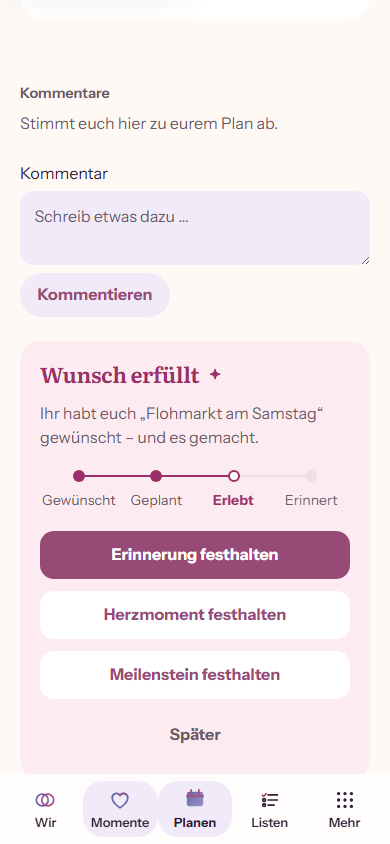 Kommentare
Stimmt euch hier zu eurem Plan ab.
Kommentar
Schreib etwas dazu ...
Kommentieren
Wunsch erfüllt
Ihr habt euch „Flohmarkt am Samstag“
gewünscht – und es gemacht.
Gewünscht Geplant Erlebt Erinnert
Erinnerung festhalten
Herzmoment festhalten
Meilenstein festhalten
Später
Wir Momente Planen Listen Mehr